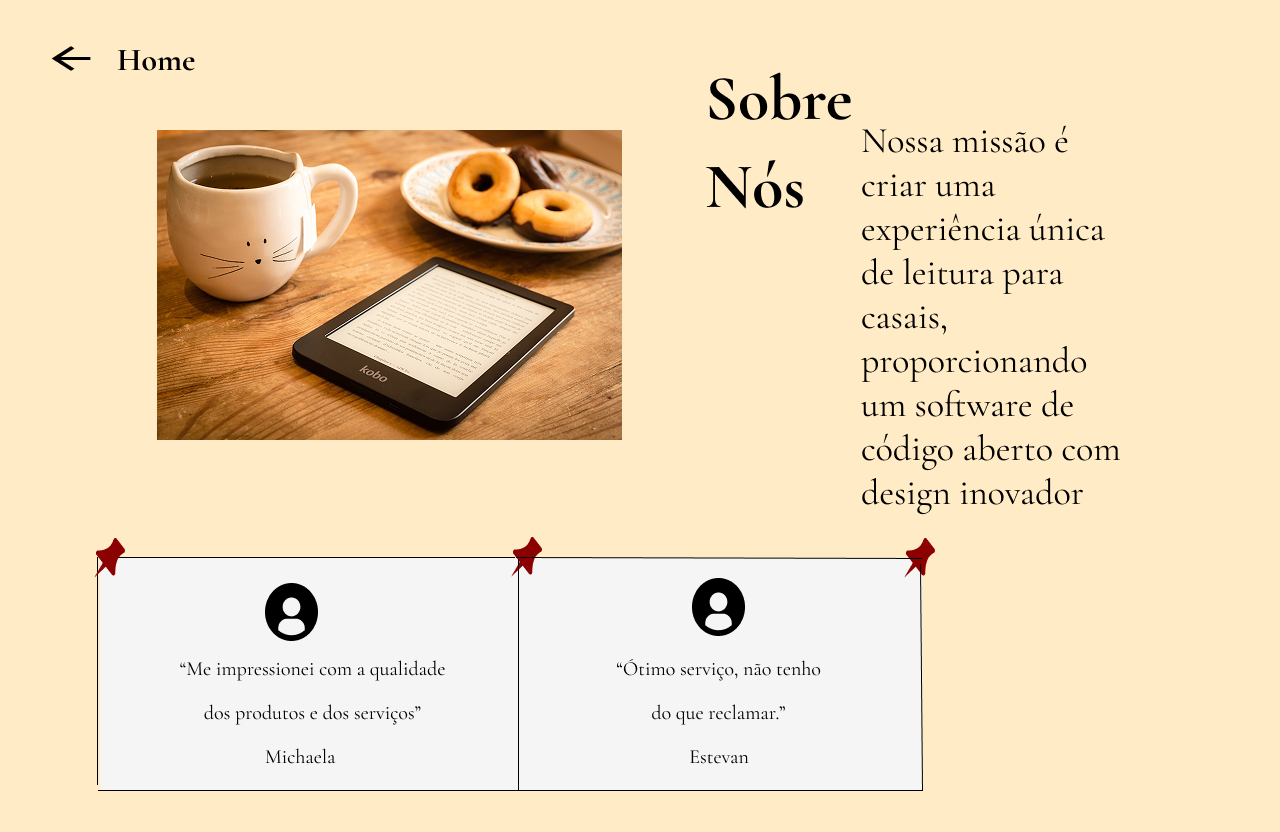 Home
Sobre
Nós
Nossa missão é
criar uma
experiência única
de leitura para
casais,
proporcionando
um software de
código aberto com
design inovador
kobo
“Me impressionei com a qualidade
dos produtos e dos serviços”
Michaela
“Ótimo serviço, não tenho
do que reclamar.”
Estevan